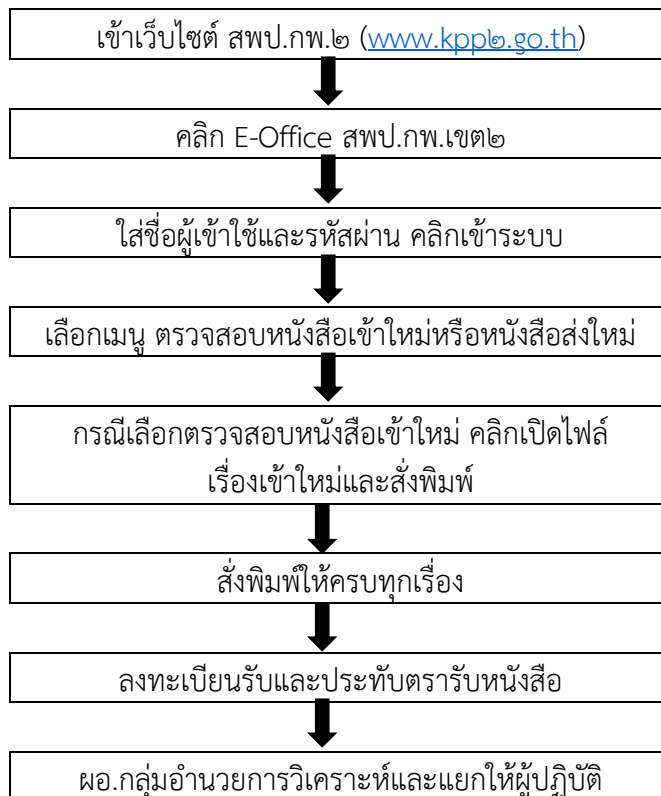 เข้าเว็บไซต์ สพป.กพ.๒ (www.kpp๒.go.th)
คลิก E-Office สพป.กพ.เขต๒
ใส่ชื่อผู้เข้าใช้และรหัสผ่าน คลิกเข้าระบบ
เลือกเมนู ตรวจสอบหนังสือเข้าใหม่หรือหนังสือส่งใหม่
กรณีเลือกตรวจสอบหนังสือเข้าใหม่ คลิกเปิดไฟล์
เรื่องเข้าใหม่และสั่งพิมพ์
สั่งพิมพ์ให้ครบทุกเรื่อง
ลงทะเบียนรับและประทับตรารับหนังสือ
ผอ.กลุ่มอำนวยการวิเคราะห์และแยกให้ผู้ปฏิบัติ